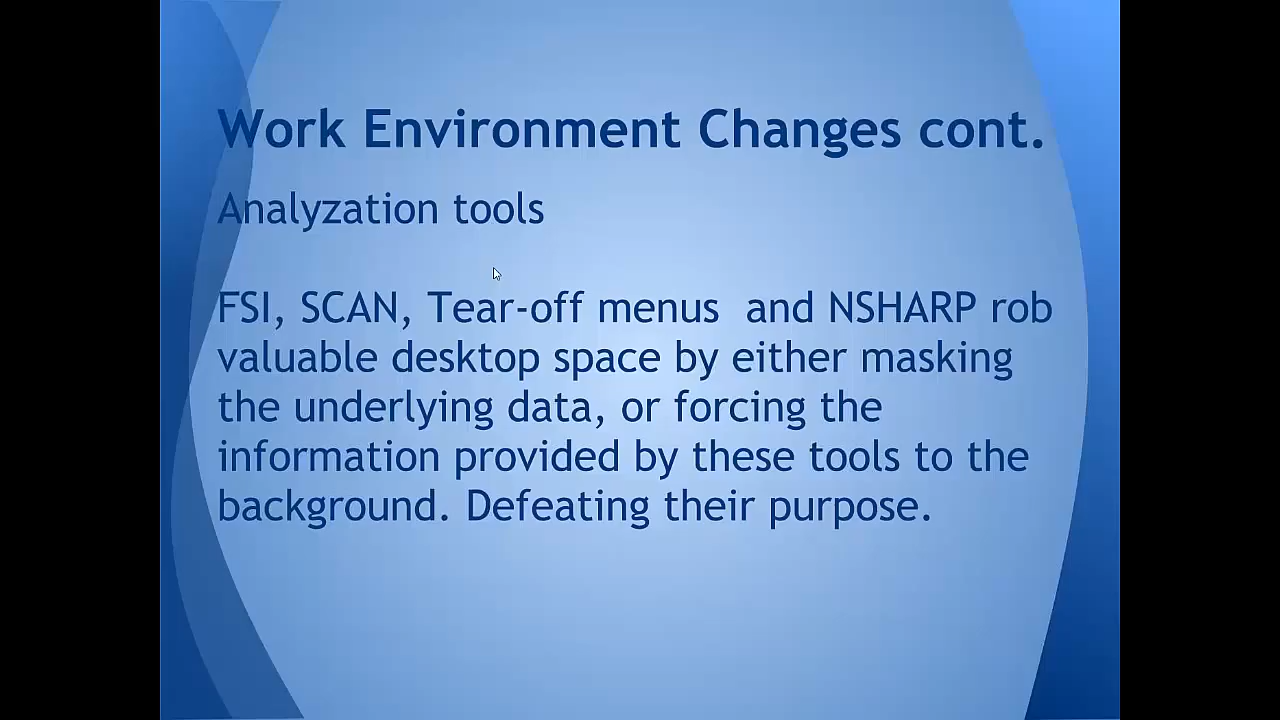 Work Environment Changes cont.
Analyzation tools
FSI, SCAN, Tear-off menus  and NSHARP rob
valuable desktop space by either masking
the underlying data, or forcing the
information provided by these tools to the
background. Defeating their purpose.